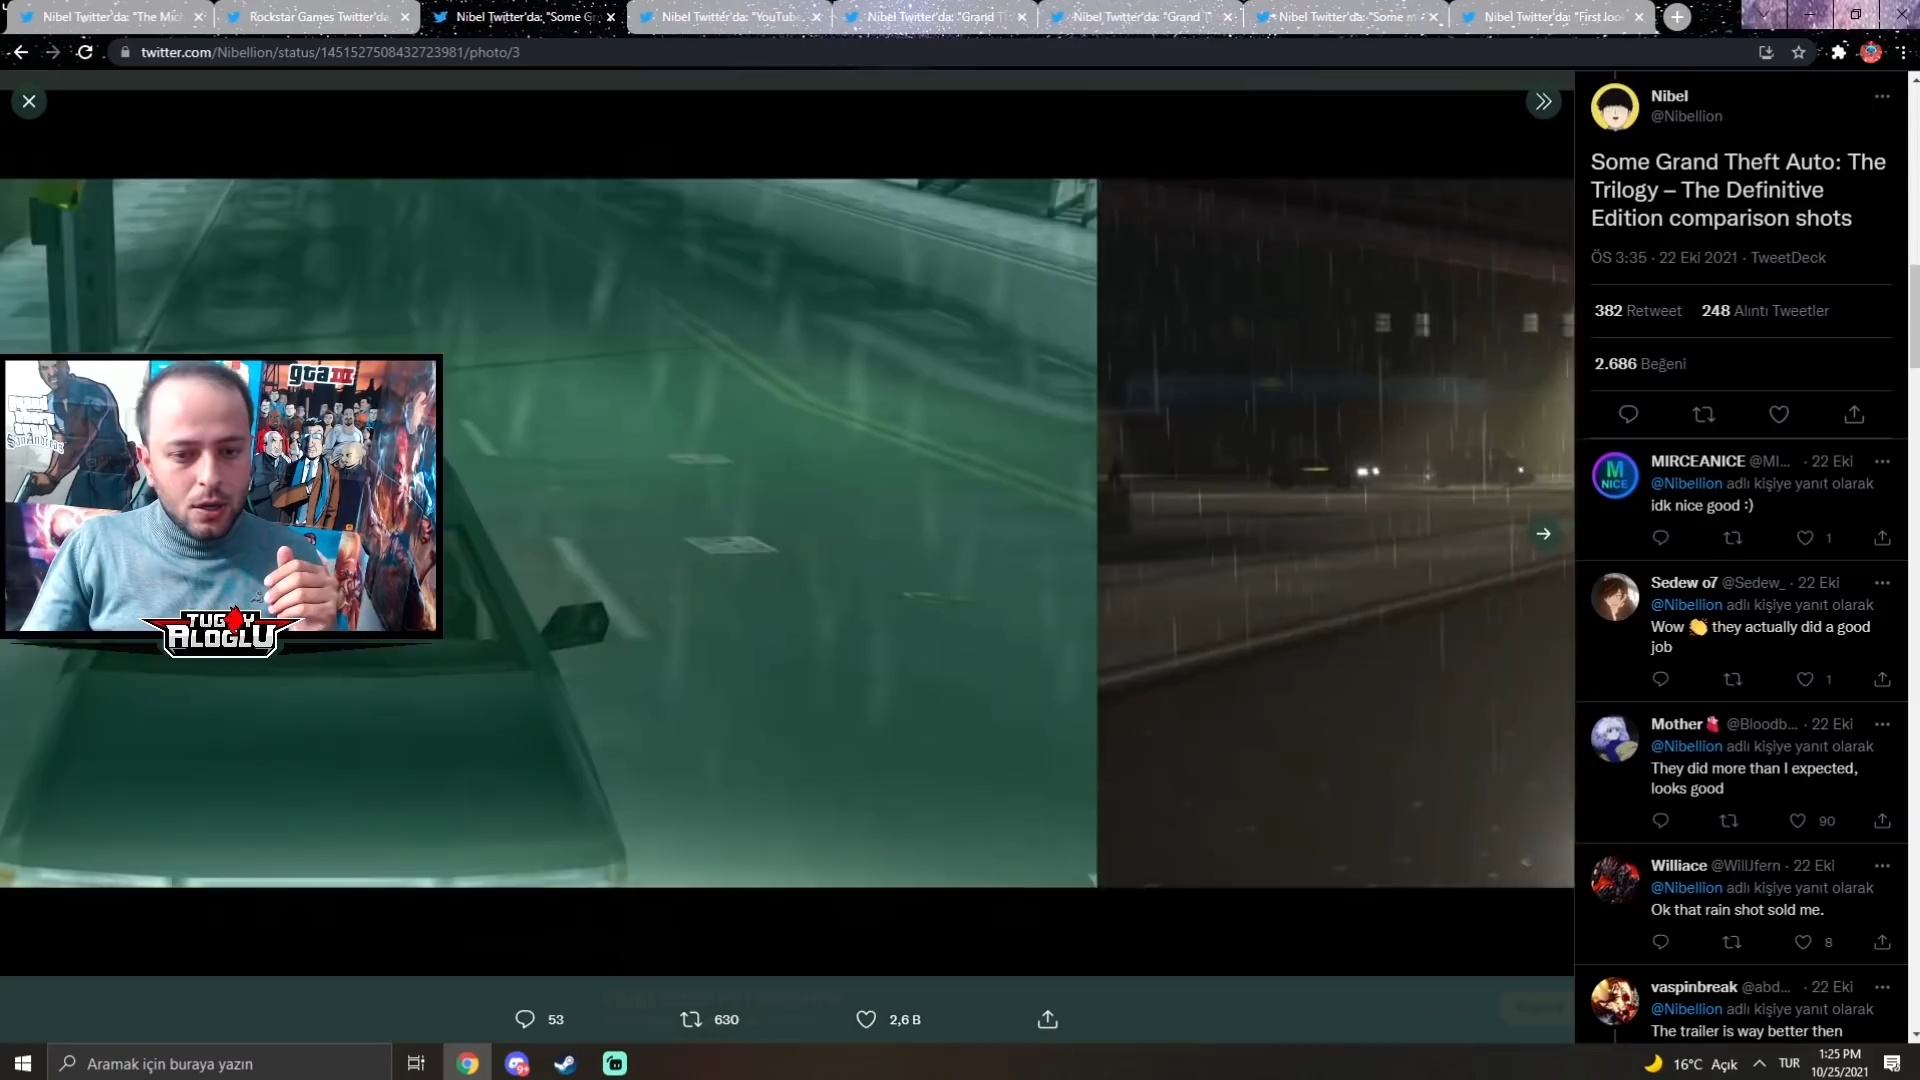 Nibel Twitter'da: "The Mic
Rockstar Games Twitter'da
Nibel Twitter'da: "Some Gr
Nibel Twitter'da: "YouTube
Nibel Twitter'da: "Grand T
Nibel Twitter'da: "Grand T
Nibel Twitter'da: "Some m
Nibel Twitter'da: "First loo
twitter.com/Nibellion/status/1451527508432723981/photo/3
Nibel
@Nibellion
Some Grand Theft Auto: The
Trilogy – The Definitive
Edition comparison shots
ÖS 3:35 · 22 Eki 2021 · TweetDeck
382 Retweet 248 Alıntı Tweetler
2.686 Beğeni
MIRCEANICE @MI... · 22 Eki
@Nibellion adlı kişiye yanıt olarak
idk nice good :)
1
M
NICE
Sedew o7 @Sedew_ · 22 Eki
@Nibellion adlı kişiye yanıt olarak
Wow 👏 they actually did a good
job
1
Mother @Bloodb... · 22 Eki
@Nibellion adlı kişiye yanıt olarak
They did more than I expected,
looks good
90
Williace @WillJfern · 22 Eki
@Nibellion adlı kişiye yanıt olarak
Ok that rain shot sold me.
8
vaspinbreak @abd... · 22 Eki
@Nibellion adlı kişiye yanıt olarak
The trailer is way better then
gta III
SanAndreas
TUGAY
ALOGLU
53 630 2,6 B
Aramak için buraya yazın
9+
16°C Açık
TUR
1:25 PM
10/25/2021